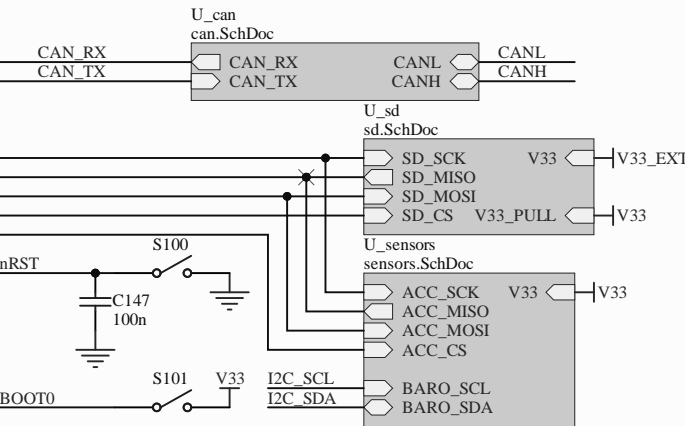 U_can
can.SchDoc
CAN_RX
CAN_TX
CAN_RX
CAN_TX
CANL
CANH
CANL
CANH
U_sd
sd.SchDoc
SD_SCK
SD_MISO
SD_MOSI
SD_CS
V33
V33_PULL
V33_EXT
V33
U_sensors
sensors.SchDoc
nRST
S100
C147
100n
ACC_SCK
ACC_MISO
ACC_MOSI
ACC_CS
V33
V33
BOOT0
S101
V33
I2C_SCL
I2C_SDA
BARO_SCL
BARO_SDA